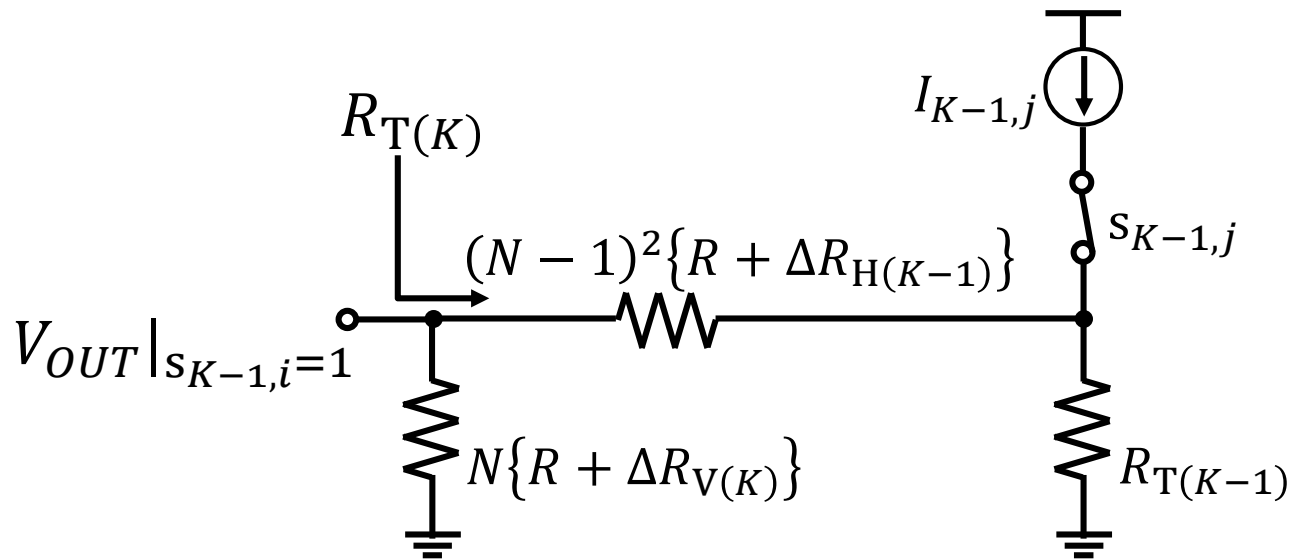 I_{K−1,j}
R_{T(K)}
s_{K−1,j}
(N − 1)²{R + ΔR_{H(K−1)}}
V_{OUT}|_{s_{K−1,i}=1}
N{R + ΔR_{V(K)}}
R_{T(K−1)}